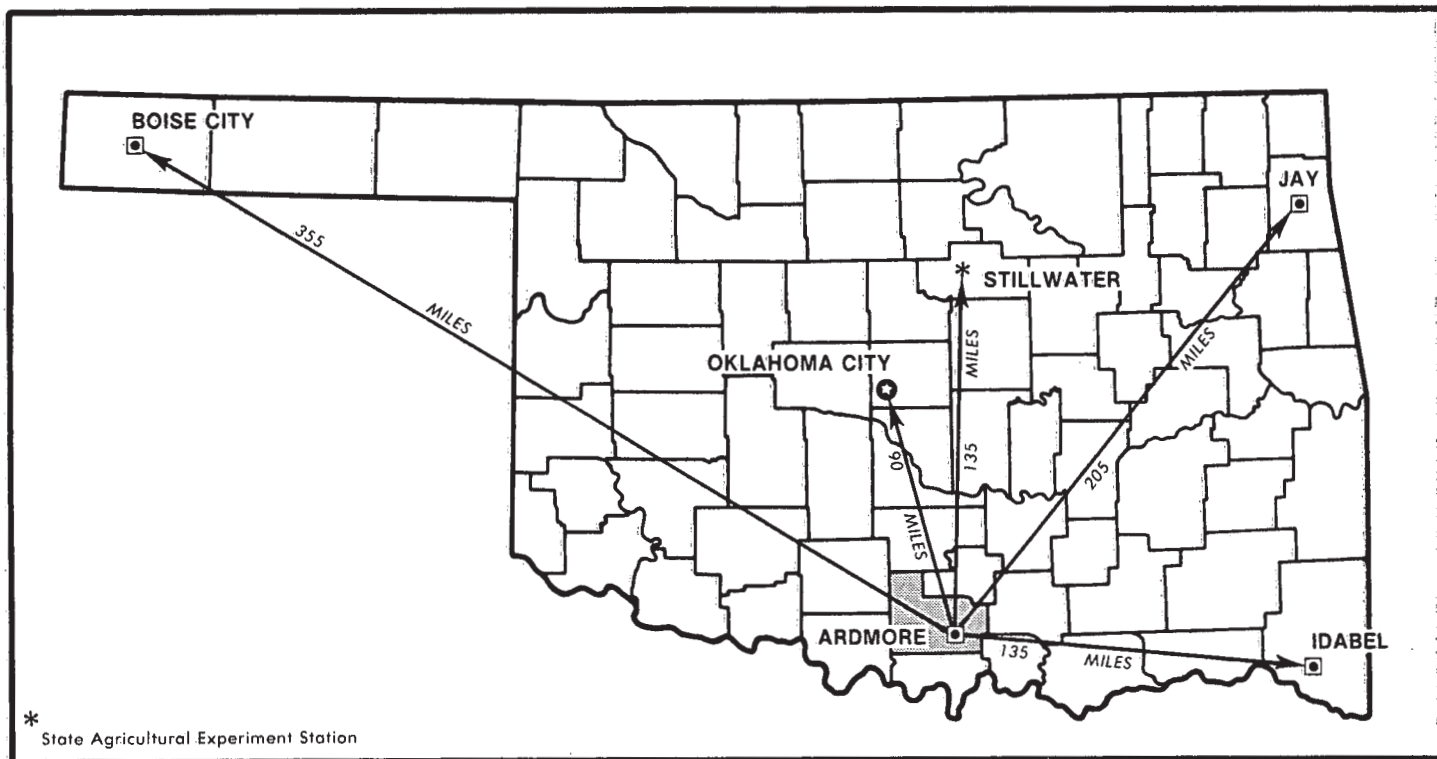 BOISE CITY
JAY
355
MILES
STILLWATER
MILES
MILES
OKLAHOMA CITY
90
135
205
MILES
ARDMORE
135
MILES
IDABEL
*
State Agricultural Experiment Station